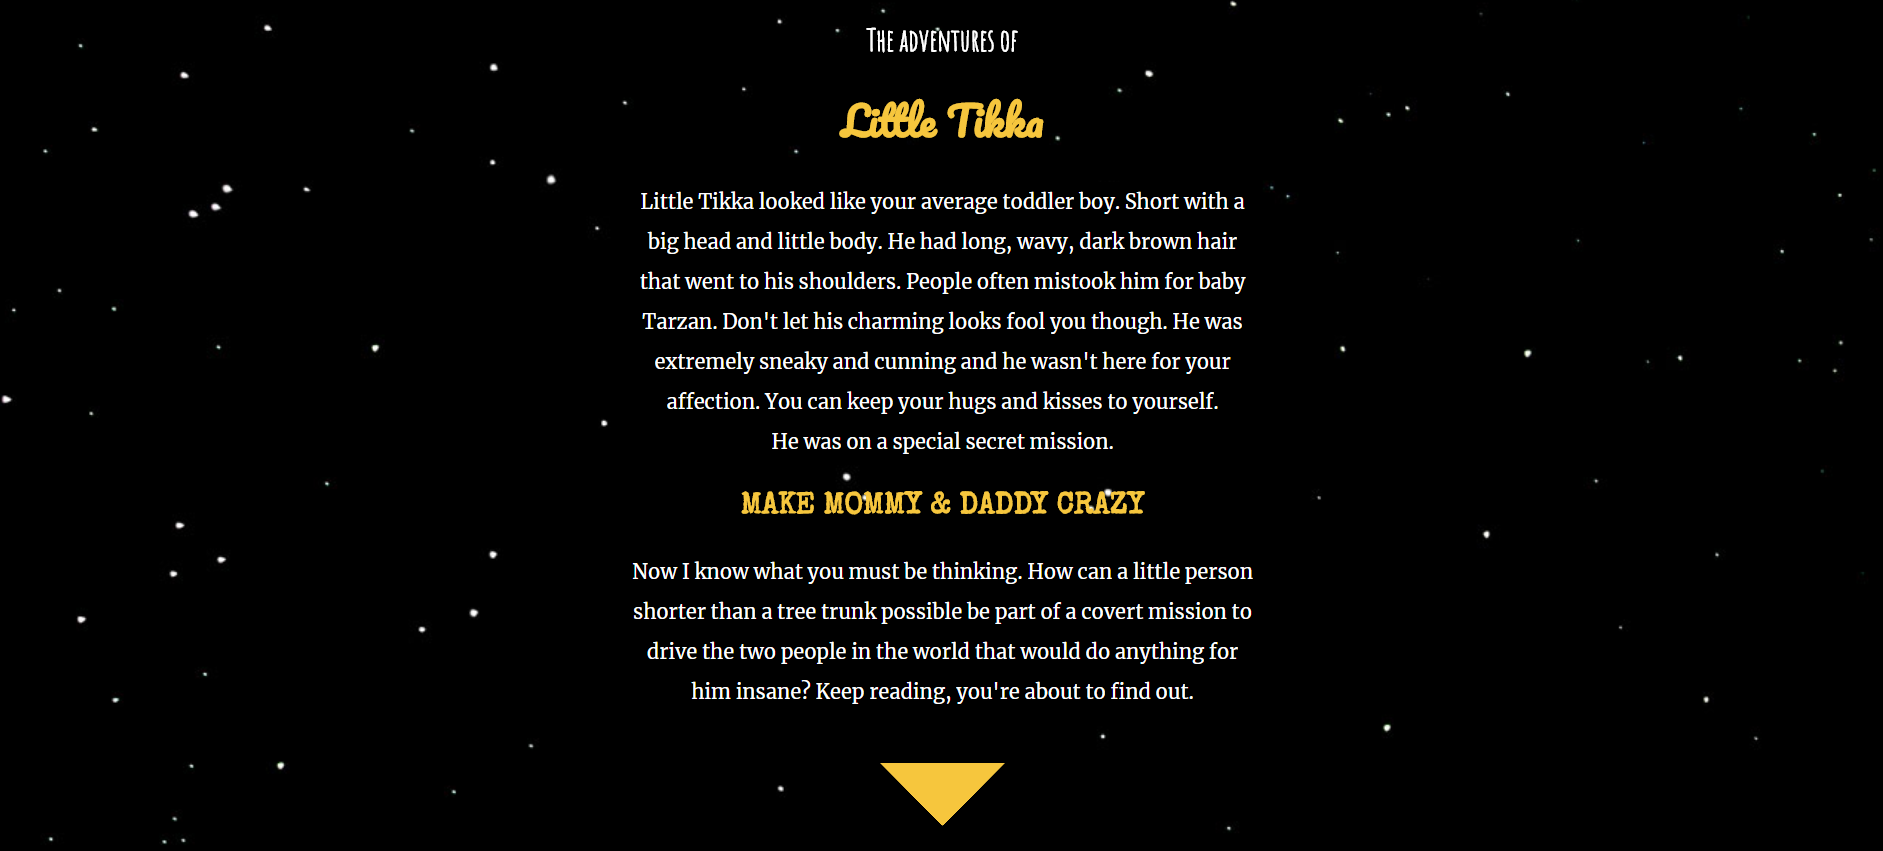 The adventures of
Little Tikka
Little Tikka looked like your average toddler boy. Short with a
big head and little body. He had long, wavy, dark brown hair
that went to his shoulders. People often mistook him for baby
Tarzan. Don't let his charming looks fool you though. He was
extremely sneaky and cunning and he wasn't here for your
affection. You can keep your hugs and kisses to yourself.
He was on a special secret mission.
MAKE MOMMY & DADDY CRAZY
Now I know what you must be thinking. How can a little person
shorter than a tree trunk possible be part of a covert mission to
drive the two people in the world that would do anything for
him insane? Keep reading, you're about to find out.